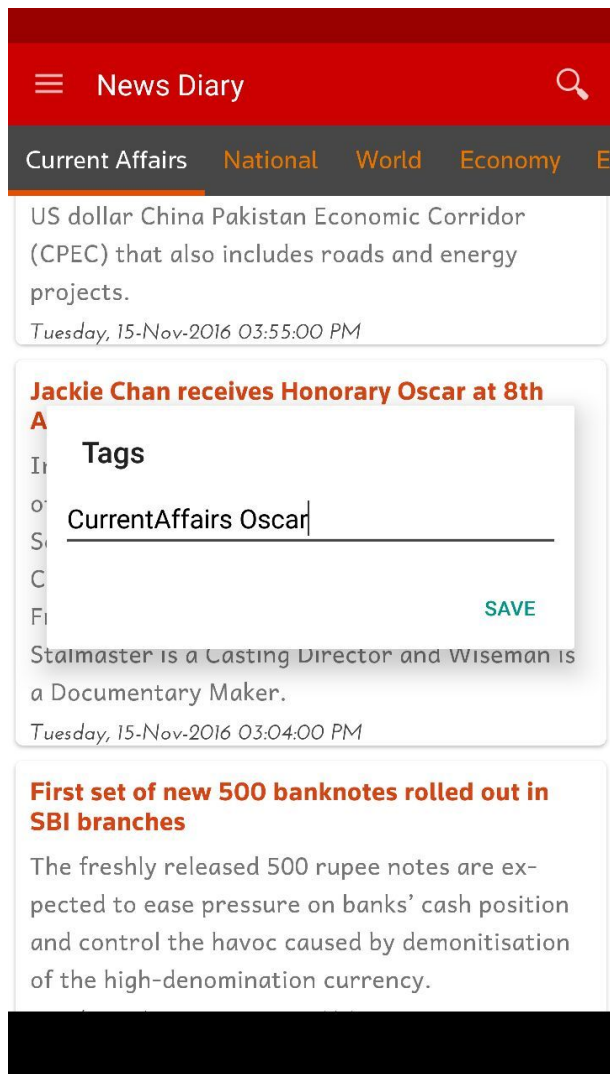 News Diary
Current Affairs National World Economy E
US dollar China Pakistan Economic Corridor
(CPEC) that also includes roads and energy
projects.
Tuesday, 15-Nov-2016 03:55:00 PM
Jackie Chan receives Honorary Oscar at 8th
A
Tags
CurrentAffairs Oscar
SAVE
Stalmaster is a Casting Director and Wiseman is
a Documentary Maker.
Tuesday, 15-Nov-2016 03:04:00 PM
First set of new 500 banknotes rolled out in
SBI branches
The freshly released 500 rupee notes are ex-
pected to ease pressure on banks' cash position
and control the havoc caused by demonitisation
of the high-denomination currency.